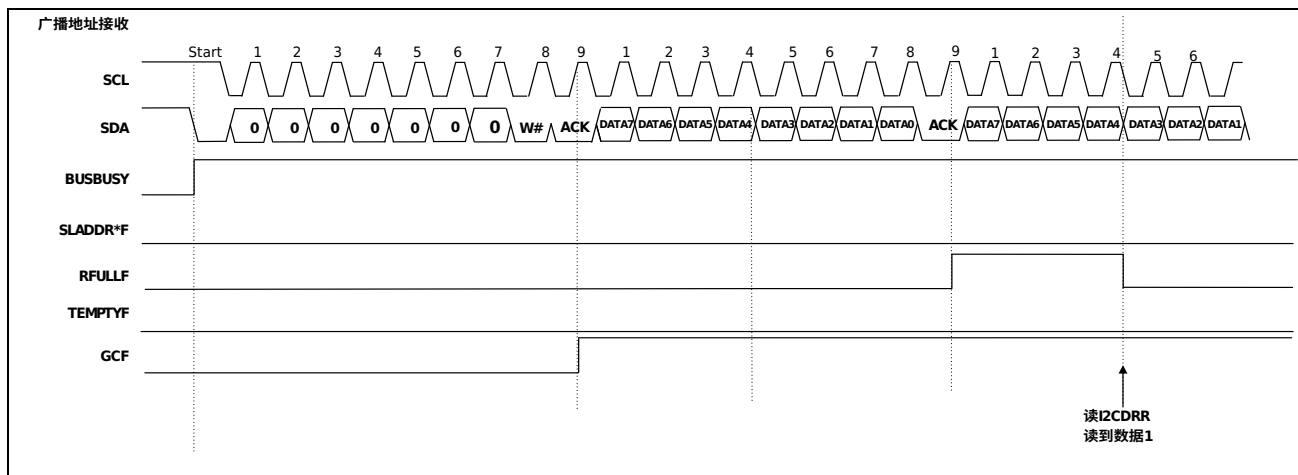 广播地址接收
Start 1 2 3 4 5 6 7 8 9 1 2 3 4 5 6 7 8 9 1 2 3 4 5 6
SCL
SDA 0 0 0 0 0 0 0 W# ACK DATA7 DATA6 DATA5 DATA4 DATA3 DATA2 DATA1 DATA0 ACK DATA7 DATA6 DATA5 DATA4 DATA3 DATA2 DATA1
BUSBUSY
SLADDR*F
RFULLF
TEMPTYF
GCF
读I2CDRR
读到数据1